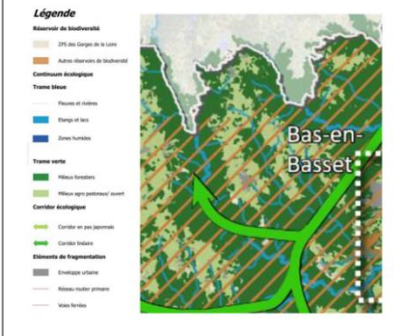 Légende
Réservoir de biodiversité
ZPS des Gorges de la Loire
Autres réservoirs de biodiversité
Continuum écologique
Trame bleue
Fleuves et rivières
Etangs et lacs
Zones humides
Trame verte
Milieux forestiers
Milieux agro pastoraux/ ouvert
Corridor écologique
Corridor en pas japonnais
Corridor linéaire
Eléments de fragmentation
Enveloppe urbaine
Réseau routier primaire
Voies ferrées
Bas-en-
Basset